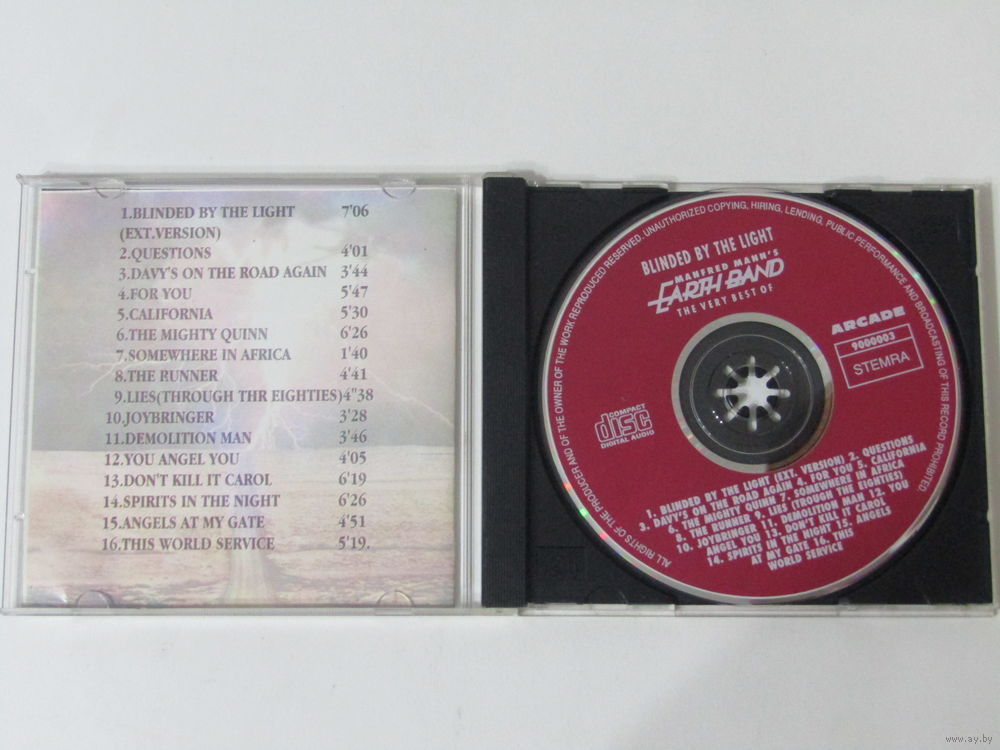 1.BLINDED BY THE LIGHT 7'06
(EXT.VERSION)
2.QUESTIONS 4'01
3.DAVY'S ON THE ROAD AGAIN 3'44
4.FOR YOU 5'47
5.CALIFORNIA 5'30
6.THE MIGHTY QUINN 6'26
7.SOMEWHERE IN AFRICA 1'40
8.THE RUNNER 4'41
9.LIES(THROUGH THR EIGHTIES)4"38
10.JOYBRINGER 3'28
11.DEMOLITION MAN 3'46
12.YOU ANGEL YOU 4'05
13.DON'T KILL IT CAROL 6'19
14.SPIRITS IN THE NIGHT 6'26
15.ANGELS AT MY GATE 4'51
16.THIS WORLD SERVICE 5'19.
ALL RIGHTS OF THE PRODUCER AND OF THE OWNER OF THE WORK REPRODUCED RESERVED. UNAUTHORIZED COPYING, HIRING, LENDING, PUBLIC PERFORMANCE AND BROADCASTING OF THIS RECORD PROHIBITED.
BLINDED BY THE LIGHT
MANFRED MANN'S
EARTH BAND
THE VERY BEST OF
ARCADE
9000003
STEMRA
COMPACT
disc
DIGITAL AUDIO
1. BLINDED BY THE LIGHT (EXT. VERSION) 2. QUESTIONS
3. DAVY'S ON THE ROAD AGAIN 4. FOR YOU 5. CALIFORNIA
6. THE MIGHTY QUINN 7. SOMEWHERE IN AFRICA
8. THE RUNNER 9. LIES (TROUGH THE EIGHTIES)
10. JOYBRINGER 11. DEMOLITION MAN 12. YOU
ANGEL YOU 13. DON'T KILL IT CAROL
14. SPIRITS IN THE NIGHT 15. ANGELS
AT MY GATE 16. THIS
WORLD SERVICE
www.ay.by